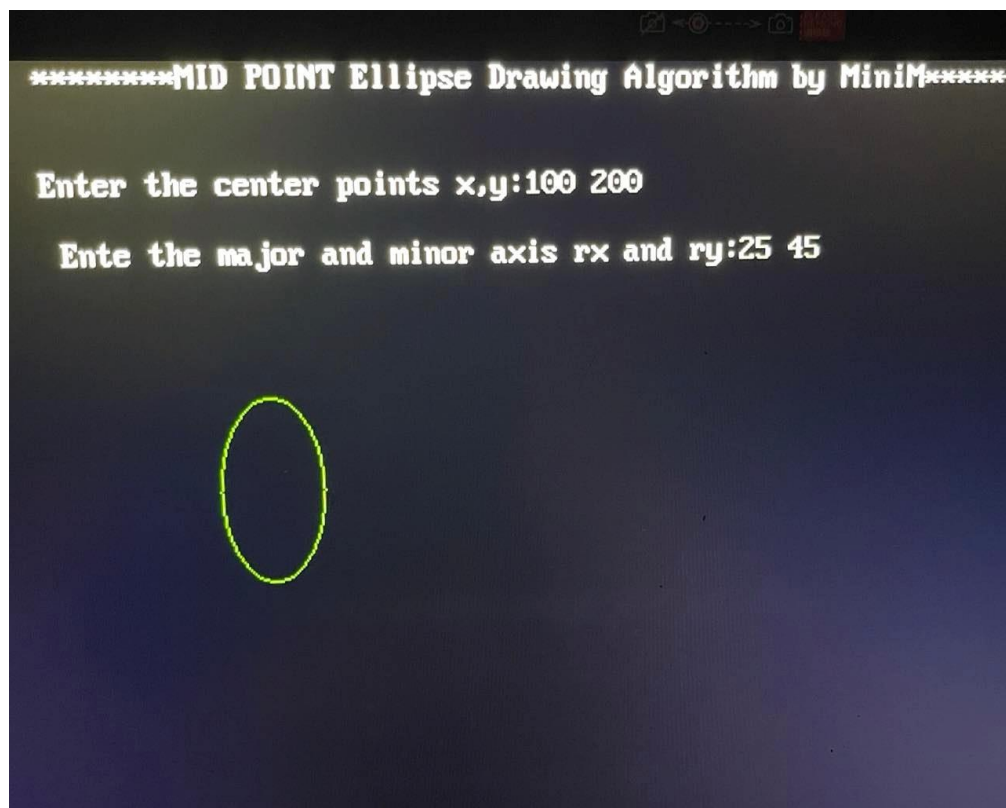 ********MID POINT Ellipse Drawing Algorithm by MiniM*****
Enter the center points x,y:100 200
Ente the major and minor axis rx and ry:25 45